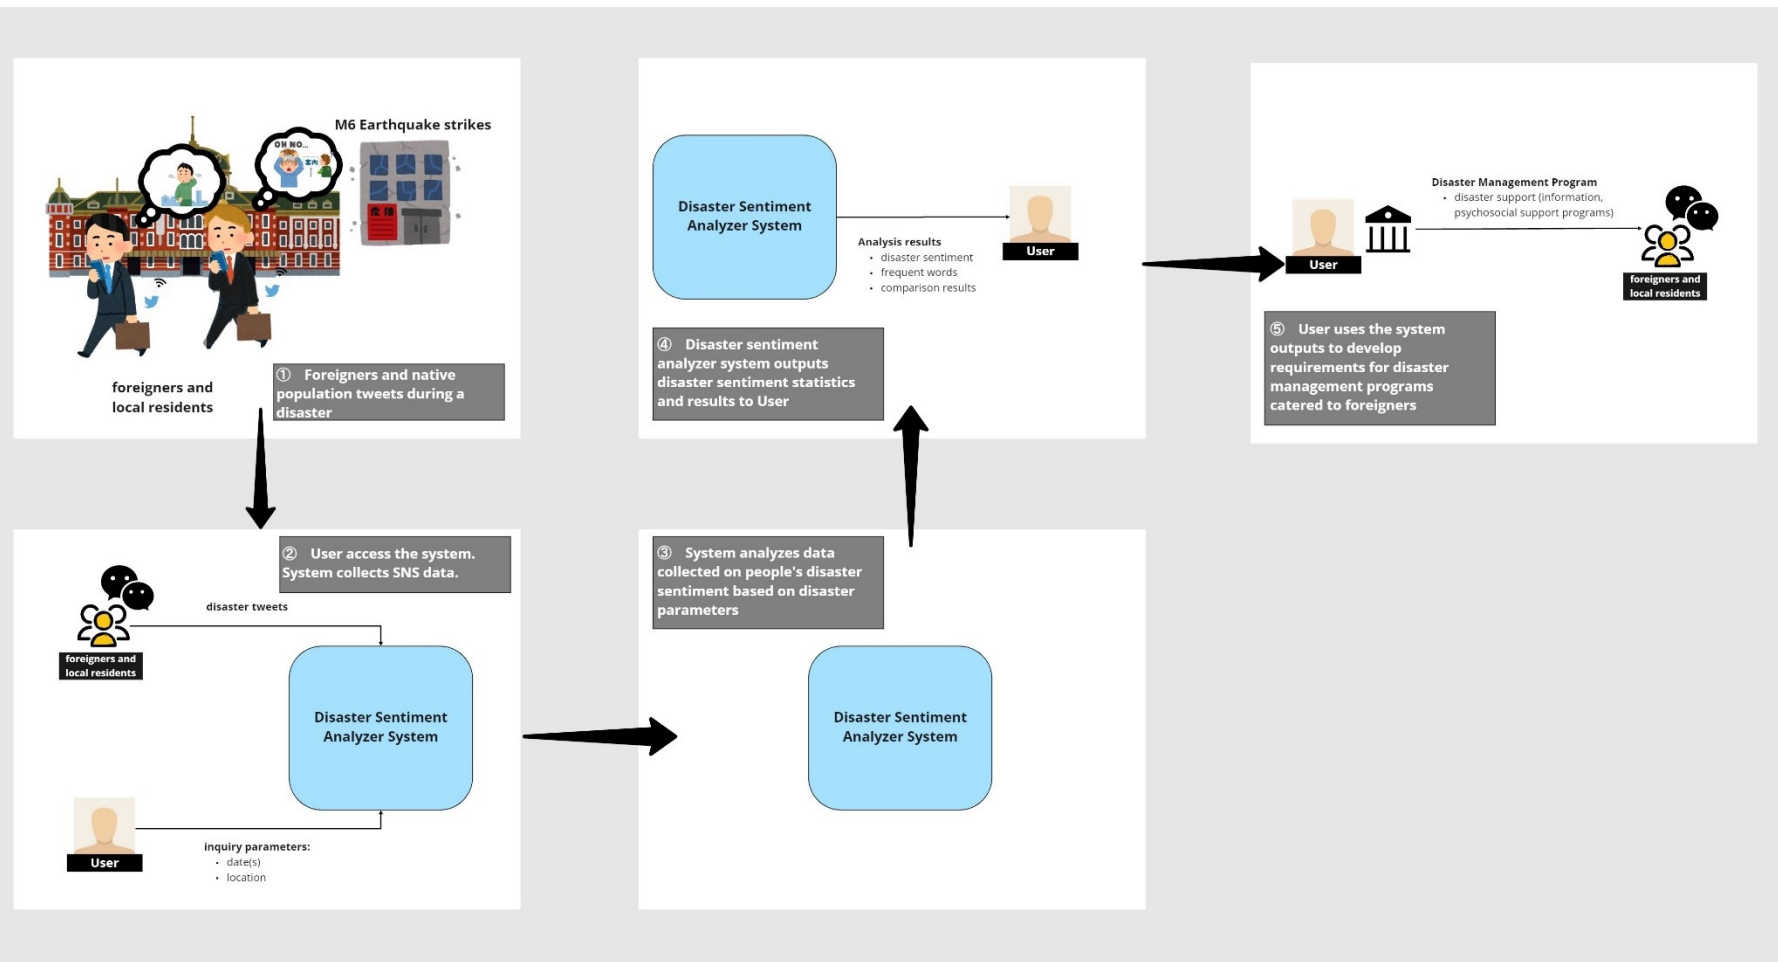 M6 Earthquake strikes
OH NO...
案内
危険
foreigners and
local residents
① Foreigners and native
population tweets during a
disaster
② User access the system.
System collects SNS data.
disaster tweets
foreigners and
local residents
Disaster Sentiment
Analyzer System
User
inquiry parameters:
• date(s)
• location
③ System analyzes data
collected on people's disaster
sentiment based on disaster
parameters
Disaster Sentiment
Analyzer System
Disaster Sentiment
Analyzer System
Analysis results
• disaster sentiment
• frequent words
• comparison results
User
④ Disaster sentiment
analyzer system outputs
disaster sentiment statistics
and results to User
Disaster Management Program
• disaster support (information,
psychosocial support programs)
User
foreigners and
local residents
⑤ User uses the system
outputs to develop
requirements for disaster
management programs
catered to foreigners